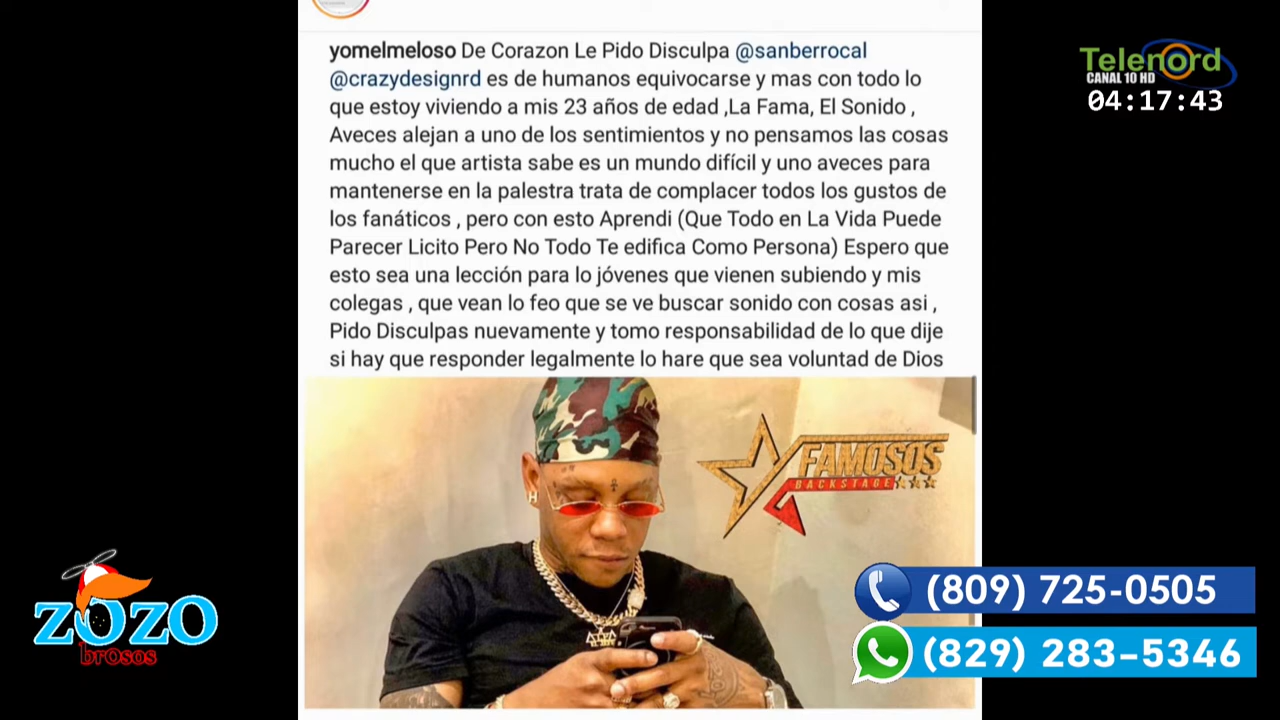 yomelmeloso De Corazon Le Pido Disculpa @sanberrocal
@crazydesignrd es de humanos equivocarse y mas con todo lo
que estoy viviendo a mis 23 años de edad ,La Fama, El Sonido ,
Aveces alejan a uno de los sentimientos y no pensamos las cosas
mucho el que artista sabe es un mundo difícil y uno aveces para
mantenerse en la palestra trata de complacer todos los gustos de
los fanáticos , pero con esto Aprendi (Que Todo en La Vida Puede
Parecer Licito Pero No Todo Te edifica Como Persona) Espero que
esto sea una lección para lo jóvenes que vienen subiendo y mis
colegas , que vean lo feo que se ve buscar sonido con cosas asi ,
Pido Disculpas nuevamente y tomo responsabilidad de lo que dije
si hay que responder legalmente lo hare que sea voluntad de Dios
Telenord
CANAL 10 HD
04:17:43
FAMOSOS
BACKSTAGE
zozo
brosos
(809) 725-0505
(829) 283-5346